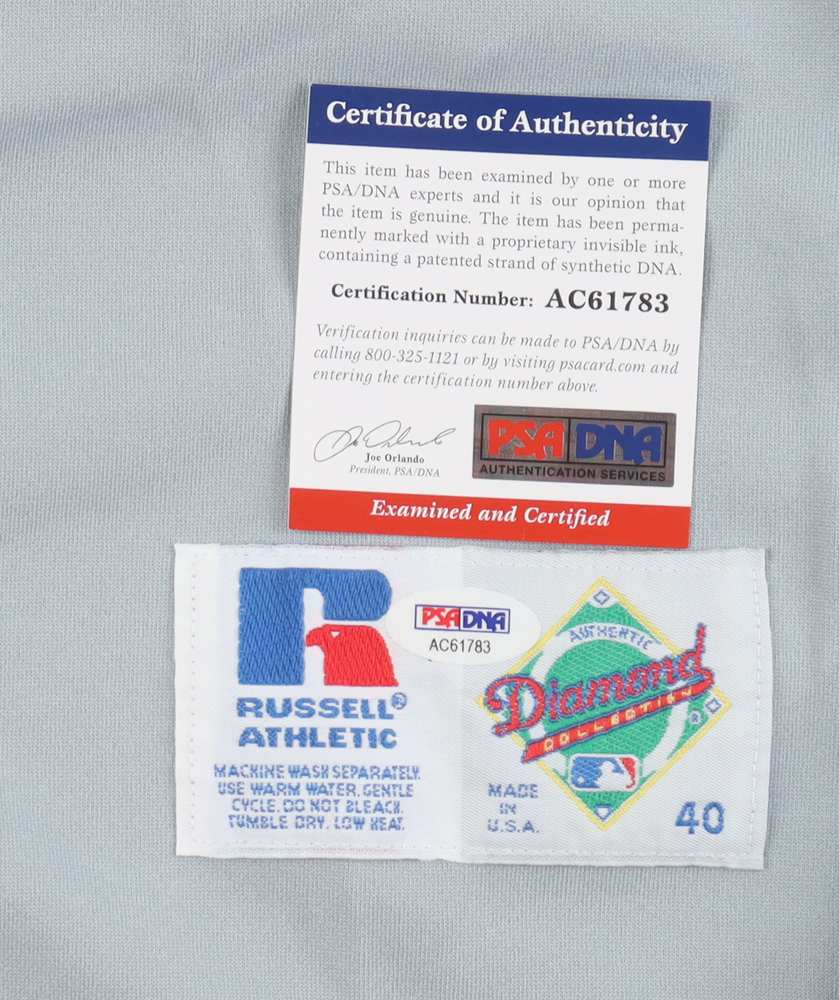 Certificate of Authenticity
This item has been examined by one or more
PSA/DNA experts and it is our opinion that
the item is genuine. The item has been perma-
nently marked with a proprietary invisible ink,
containing a patented strand of synthetic DNA.
Certification Number: AC61783
Verification inquiries can be made to PSA/DNA by
calling 800-325-1121 or by visiting psacard.com and
entering the certification number above.
Joe Orlando
President, PSA/DNA
PSA DNA
AUTHENTICATION SERVICES
Examined and Certified
RUSSELL®
ATHLETIC
MACHINE WASH SEPARATELY.
USE WARM WATER. GENTLE
CYCLE. DO NOT BLEACH.
TUMBLE DRY. LOW HEAT.
PSA DNA
AC61783
AUTHENTIC
Diamond
COLLECTION
®
MADE
IN
U.S.A.
40